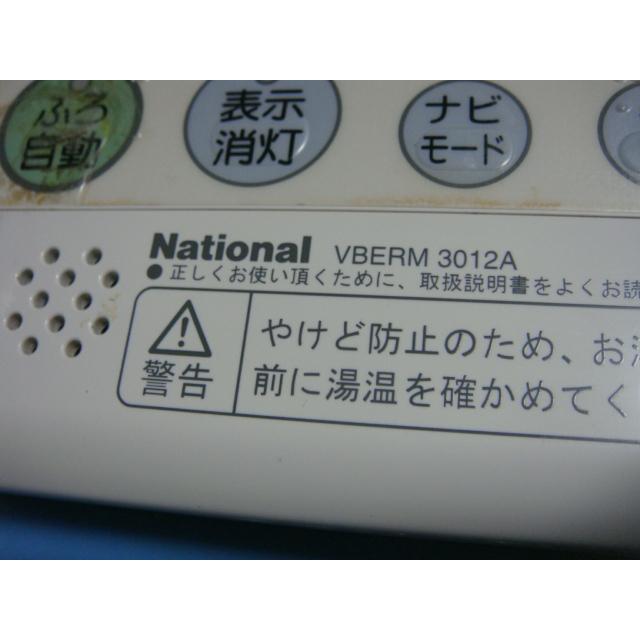 ふろ
自動
表示
消灯
ナビ
モード
National VBERM 3012A
●正しくお使い頂くために、取扱説明書をよくお読
警告
やけど防止のため、お
前に湯温を確かめてく